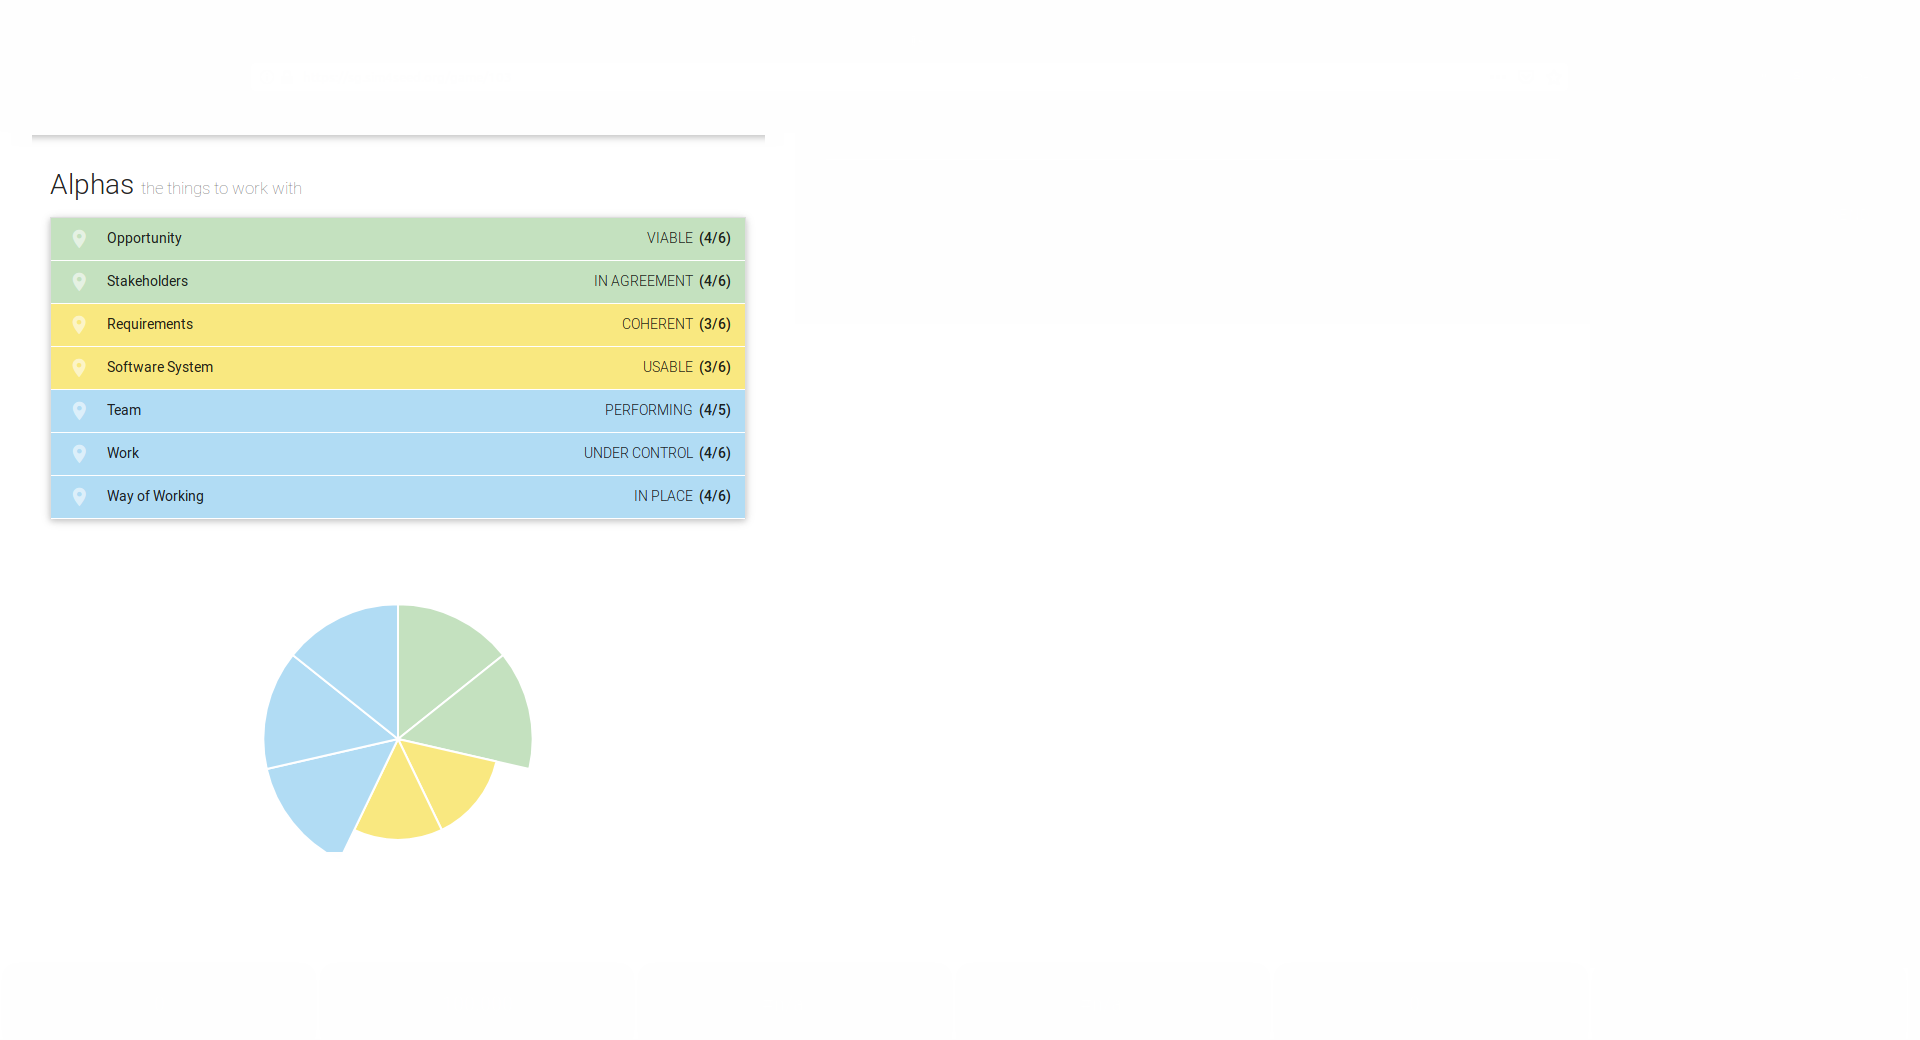 Alphas the things to work with
Opportunity VIABLE (4/6)
Stakeholders IN AGREEMENT (4/6)
Requirements COHERENT (3/6)
Software System USABLE (3/6)
Team PERFORMING (4/5)
Work UNDER CONTROL (4/6)
Way of Working IN PLACE (4/6)